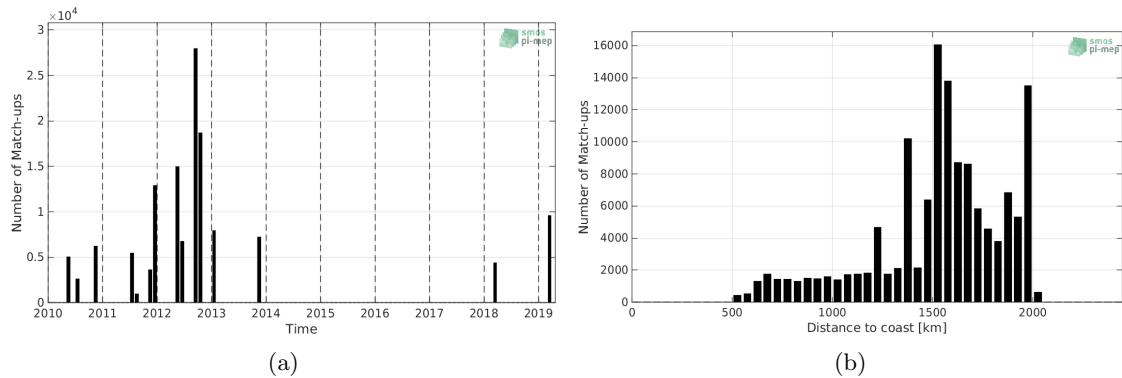 ×10⁴
3
2.5
2
1.5
1
0.5
0
Number of Match-ups
2010 2011 2012 2013 2014 2015 2016 2017 2018 2019
Time
smos
pi-mep
(a)
16000
14000
12000
10000
8000
6000
4000
2000
0
Number of Match-ups
0 500 1000 1500 2000
Distance to coast [km]
smos
pi-mep
(b)